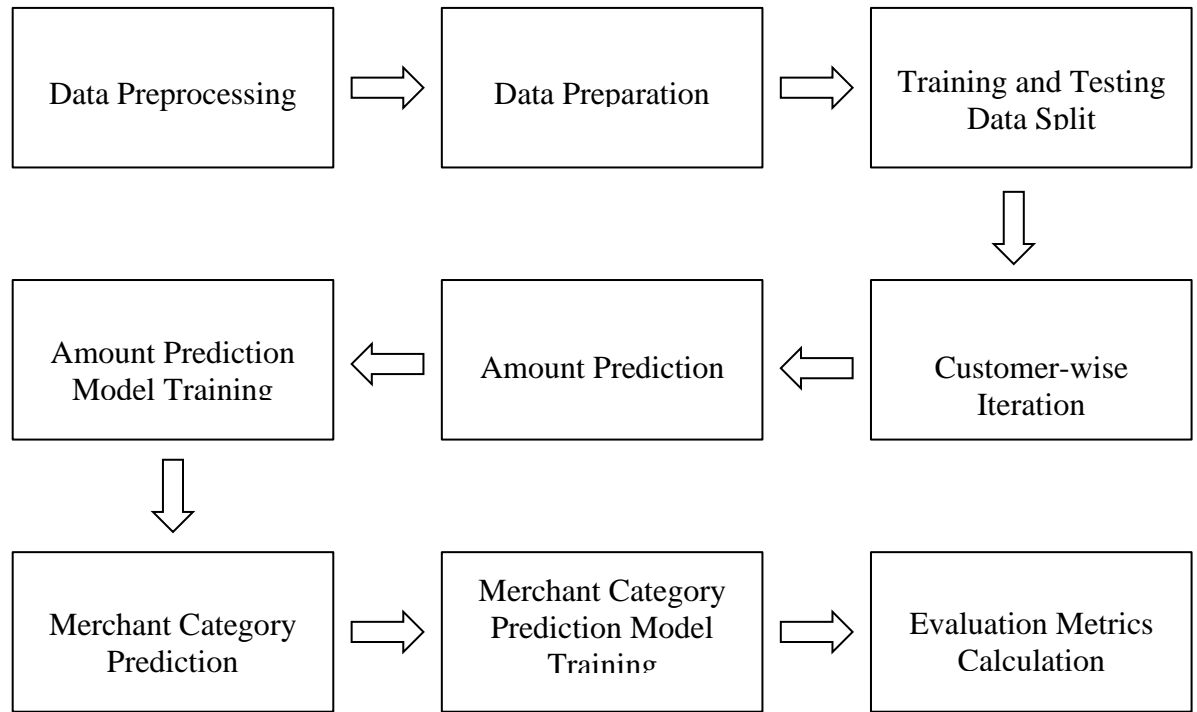 Data Preprocessing
Data Preparation
Training and Testing
Data Split
Amount Prediction
Model Training
Amount Prediction
Customer-wise
Iteration
Merchant Category
Prediction
Merchant Category
Prediction Model
Training
Evaluation Metrics
Calculation